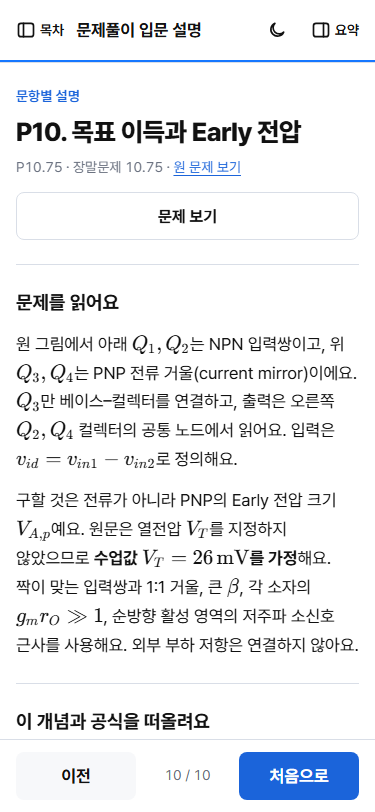 목차 문제풀이 입문 설명 요약
문항별 설명
P10. 목표 이득과 Early 전압
P10.75 · 장말문제 10.75 · 원 문제 보기
문제 보기
문제를 읽어요
원 그림에서 아래 Q₁, Q₂는 NPN 입력쌍이고, 위
Q₃, Q₄는 PNP 전류 거울(current mirror)이에요.
Q₃만 베이스–컬렉터를 연결하고, 출력은 오른쪽
Q₂, Q₄ 컬렉터의 공통 노드에서 읽어요. 입력은
v_{id} = v_{in1} − v_{in2}로 정의해요.
구할 것은 전류가 아니라 PNP의 Early 전압 크기
V_{A,p}예요. 원문은 열전압 V_T를 지정하지
않았으므로 수업값 V_T = 26 mV를 가정해요.
짝이 맞는 입력쌍과 1:1 거울, 큰 β, 각 소자의
g_m r_O ≫ 1, 순방향 활성 영역의 저주파 소신호
근사를 사용해요. 외부 부하 저항은 연결하지 않아요.
이 개념과 공식을 떠올려요
이전 10 / 10 처음으로